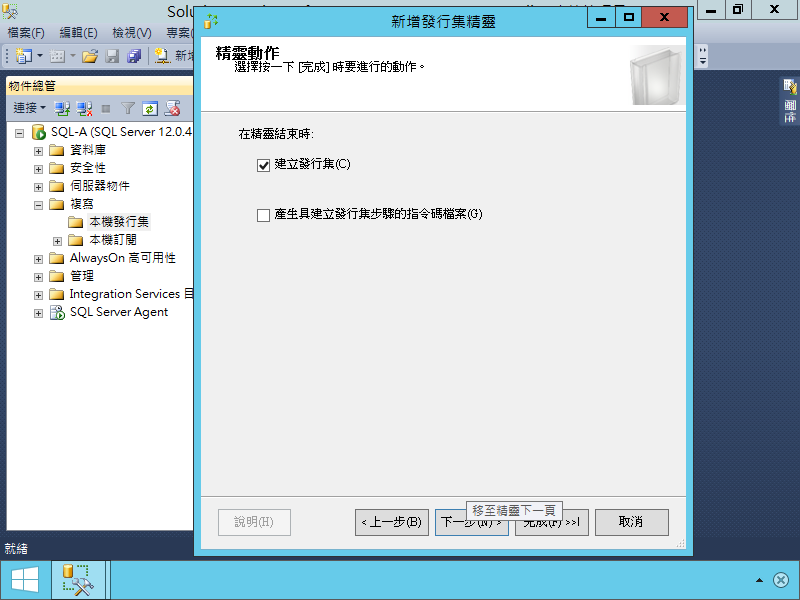 Solu
檔案(F) 編輯(E) 檢視(V) 專案(
新增
物件總管
連接
SQL-A (SQL Server 12.0.4
資料庫
安全性
伺服器物件
複寫
本機發行集
本機訂閱
AlwaysOn 高可用性
管理
Integration Services 目
SQL Server Agent
就緒
新增發行集精靈
精靈動作
選擇按一下 [完成] 時要進行的動作。
在精靈結束時:
建立發行集(C)
產生具建立發行集步驟的指令碼檔案(G)
移至精靈下一頁
說明(H) < 上一步(B) 下一步(N) > 完成(F) >>| 取消
屬性